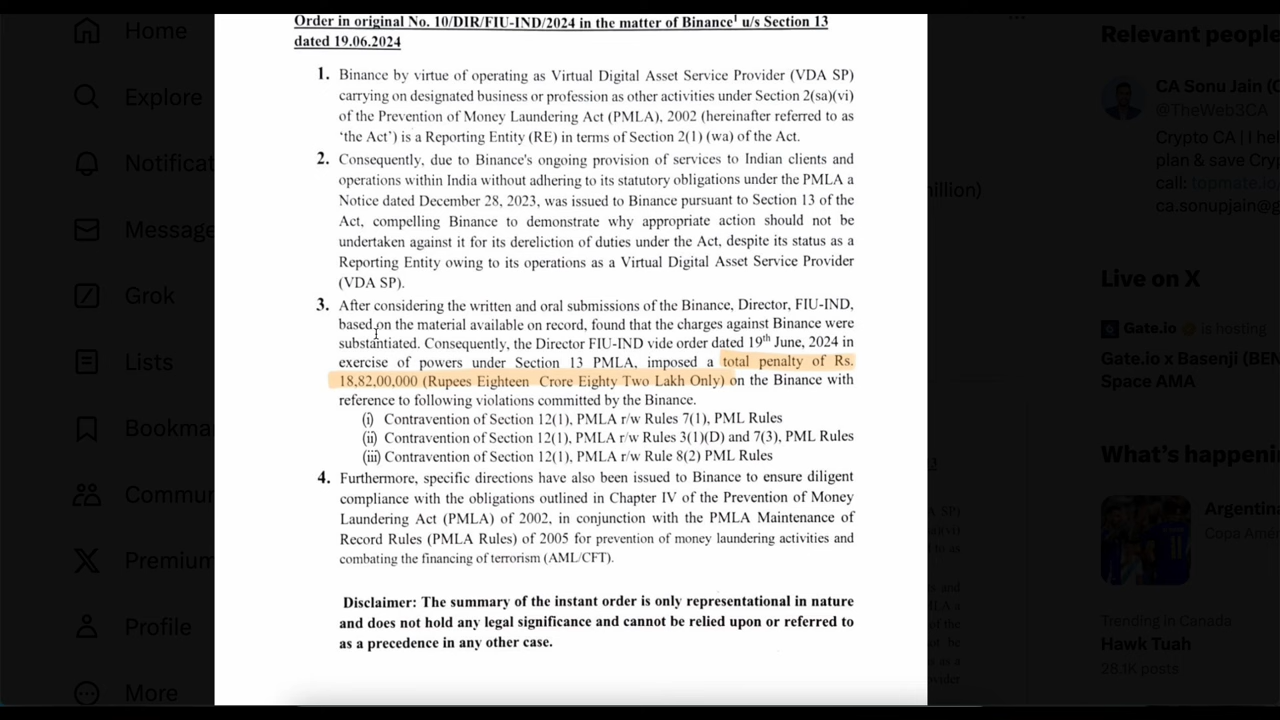 Order in original No. 10/DIR/FIU-IND/2024 in the matter of Binance¹ u/s Section 13
dated 19.06.2024
1. Binance by virtue of operating as Virtual Digital Asset Service Provider (VDA SP)
carrying on designated business or profession as other activities under Section 2(sa)(vi)
of the Prevention of Money Laundering Act (PMLA), 2002 (hereinafter referred to as
‘the Act’) is a Reporting Entity (RE) in terms of Section 2(1) (wa) of the Act.
2. Consequently, due to Binance's ongoing provision of services to Indian clients and
operations within India without adhering to its statutory obligations under the PMLA a
Notice dated December 28, 2023, was issued to Binance pursuant to Section 13 of the
Act, compelling Binance to demonstrate why appropriate action should not be
undertaken against it for its dereliction of duties under the Act, despite its status as a
Reporting Entity owing to its operations as a Virtual Digital Asset Service Provider
(VDA SP).
3. After considering the written and oral submissions of the Binance, Director, FIU-IND,
based on the material available on record, found that the charges against Binance were
substantiated. Consequently, the Director FIU-IND vide order dated 19th June, 2024 in
exercise of powers under Section 13 PMLA, imposed a total penalty of Rs.
18,82,00,000 (Rupees Eighteen Crore Eighty Two Lakh Only) on the Binance with
reference to following violations committed by the Binance.
(i) Contravention of Section 12(1), PMLA r/w Rules 7(1), PML Rules
(ii) Contravention of Section 12(1), PMLA r/w Rules 3(1)(D) and 7(3), PML Rules
(iii) Contravention of Section 12(1), PMLA r/w Rule 8(2) PML Rules
4. Furthermore, specific directions have also been issued to Binance to ensure diligent
compliance with the obligations outlined in Chapter IV of the Prevention of Money
Laundering Act (PMLA) of 2002, in conjunction with the PMLA Maintenance of
Record Rules (PMLA Rules) of 2005 for prevention of money laundering activities and
combating the financing of terrorism (AML/CFT).
Disclaimer: The summary of the instant order is only representational in nature
and does not hold any legal significance and cannot be relied upon or referred to
as a precedence in any other case.
Home
Explore
Notificat
Message
Grok
Lists
Bookma
Commun
Premium
Profile
More
illion)
Relevant people
CA Sonu Jain (C
@TheWeb3CA
Crypto CA | I he
plan & save Cryp
call: topmate.io
ca.sonupjain@g
Live on X
Gate.io is hosting
Gate.io x Basenji (BEN
Space AMA
What's happenin
Argentin
Copa Amé
Trending in Canada
Hawk Tuah
28.1K posts